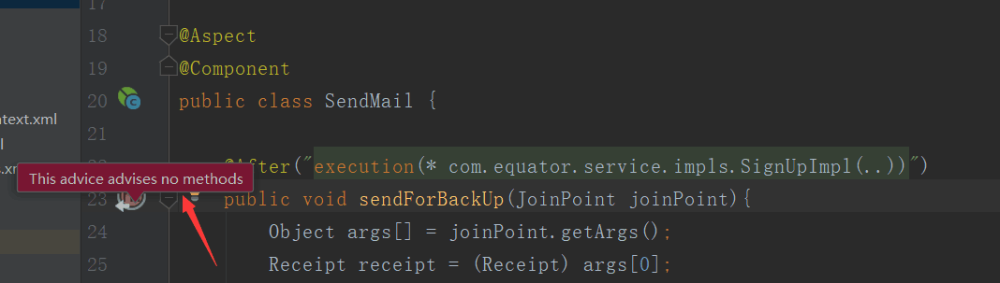 17
18 @Aspect
19 @Component
20 public class SendMail {
ntext.xml
21
l
@After("execution(* com.equator.service.impls.SignUpImpl(..))")
s.x
This advice advises no methods
23 public void sendForBackUp(JoinPoint joinPoint){
24 Object args[] = joinPoint.getArgs();
25 Receipt receipt = (Receipt) args[0];